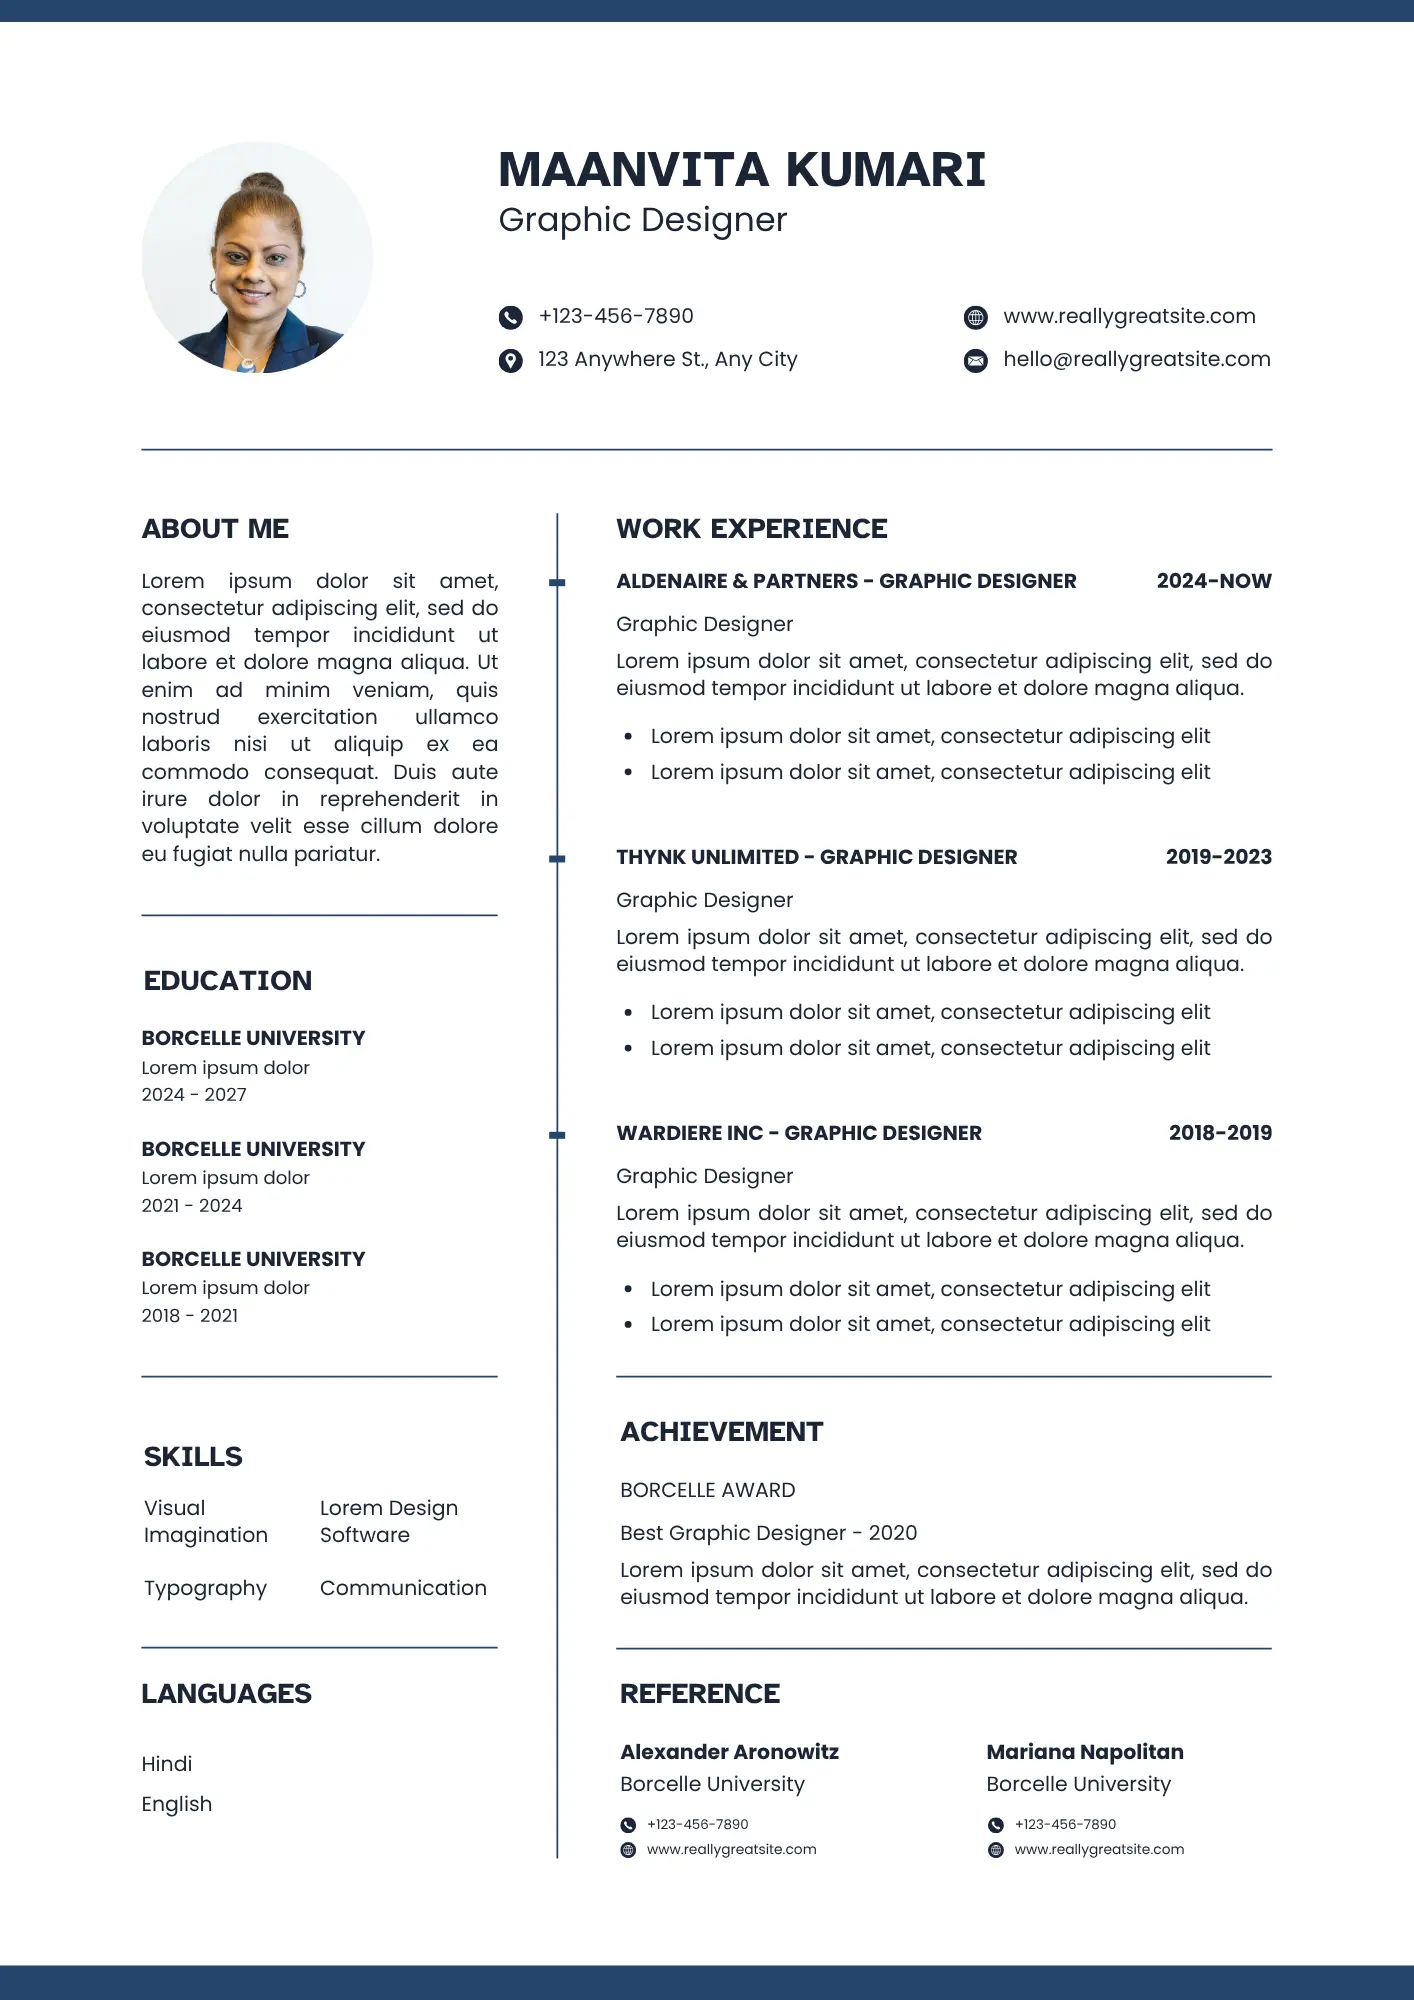 MAANVITA KUMARI
Graphic Designer
+123-456-7890
www.reallygreatsite.com
123 Anywhere St., Any City
hello@reallygreatsite.com
ABOUT ME
Lorem ipsum dolor sit amet,
consectetur adipiscing elit, sed do
eiusmod tempor incididunt ut
labore et dolore magna aliqua. Ut
enim ad minim veniam, quis
nostrud exercitation ullamco
laboris nisi ut aliquip ex ea
commodo consequat. Duis aute
irure dolor in reprehenderit in
voluptate velit esse cillum dolore
eu fugiat nulla pariatur.
EDUCATION
BORCELLE UNIVERSITY
Lorem ipsum dolor
2024 - 2027
BORCELLE UNIVERSITY
Lorem ipsum dolor
2021 - 2024
BORCELLE UNIVERSITY
Lorem ipsum dolor
2018 - 2021
SKILLS
Visual
Imagination
Lorem Design
Software
Typography
Communication
LANGUAGES
Hindi
English
WORK EXPERIENCE
ALDENAIRE & PARTNERS - GRAPHIC DESIGNER 2024-NOW
Graphic Designer
Lorem ipsum dolor sit amet, consectetur adipiscing elit, sed do
eiusmod tempor incididunt ut labore et dolore magna aliqua.
• Lorem ipsum dolor sit amet, consectetur adipiscing elit
• Lorem ipsum dolor sit amet, consectetur adipiscing elit
THYNK UNLIMITED - GRAPHIC DESIGNER 2019-2023
Graphic Designer
Lorem ipsum dolor sit amet, consectetur adipiscing elit, sed do
eiusmod tempor incididunt ut labore et dolore magna aliqua.
• Lorem ipsum dolor sit amet, consectetur adipiscing elit
• Lorem ipsum dolor sit amet, consectetur adipiscing elit
WARDIERE INC - GRAPHIC DESIGNER 2018-2019
Graphic Designer
Lorem ipsum dolor sit amet, consectetur adipiscing elit, sed do
eiusmod tempor incididunt ut labore et dolore magna aliqua.
• Lorem ipsum dolor sit amet, consectetur adipiscing elit
• Lorem ipsum dolor sit amet, consectetur adipiscing elit
ACHIEVEMENT
BORCELLE AWARD
Best Graphic Designer - 2020
Lorem ipsum dolor sit amet, consectetur adipiscing elit, sed do
eiusmod tempor incididunt ut labore et dolore magna aliqua.
REFERENCE
Alexander Aronowitz
Borcelle University
+123-456-7890
www.reallygreatsite.com
Mariana Napolitan
Borcelle University
+123-456-7890
www.reallygreatsite.com